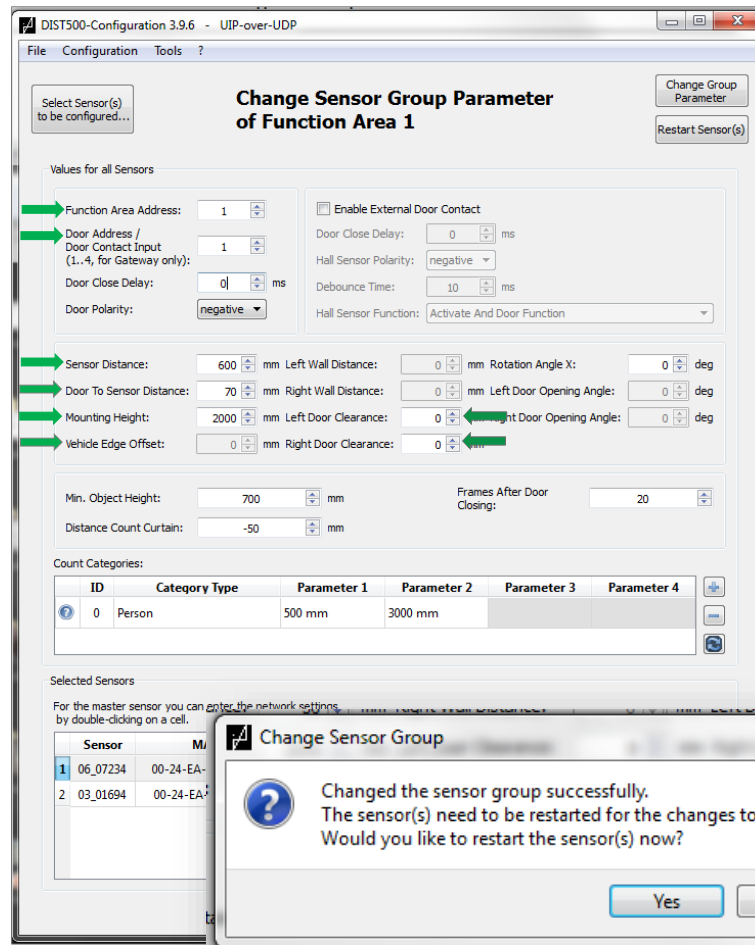 DIST500-Configuration 3.9.6 - UIP-over-UDP
File Configuration Tools ?
Select Sensor(s)
to be configured...
Change Sensor Group Parameter
of Function Area 1
Change Group
Parameter
Restart Sensor(s)
Values for all Sensors
Function Area Address: 1
Door Address /
Door Contact Input
(1..4, for Gateway only): 1
Door Close Delay: 0 ms
Door Polarity: negative
Enable External Door Contact
Door Close Delay: 0 ms
Hall Sensor Polarity: negative
Debounce Time: 10 ms
Hall Sensor Function: Activate And Door Function
Sensor Distance: 600 mm Left Wall Distance: 0 mm Rotation Angle X: 0 deg
Door To Sensor Distance: 70 mm Right Wall Distance: 0 mm Left Door Opening Angle: 0 deg
Mounting Height: 2000 mm Left Door Clearance: 0 Door Opening Angle: 0 deg
Vehicle Edge Offset: 0 mm Right Door Clearance: 0
Min. Object Height: 700 mm
Frames After Door
Closing: 20
Distance Count Curtain: -50 mm
Count Categories:
ID Category Type Parameter 1 Parameter 2 Parameter 3 Parameter 4
0 Person 500 mm 3000 mm
Selected Sensors
For the master sensor you can enter the network settings
by double-clicking on a cell.
Sensor
1 06_07234 00-24-EA-
2 03_01694 00-24-EA-
Change Sensor Group
Changed the sensor group successfully.
The sensor(s) need to be restarted for the changes to
Would you like to restart the sensor(s) now?
Yes